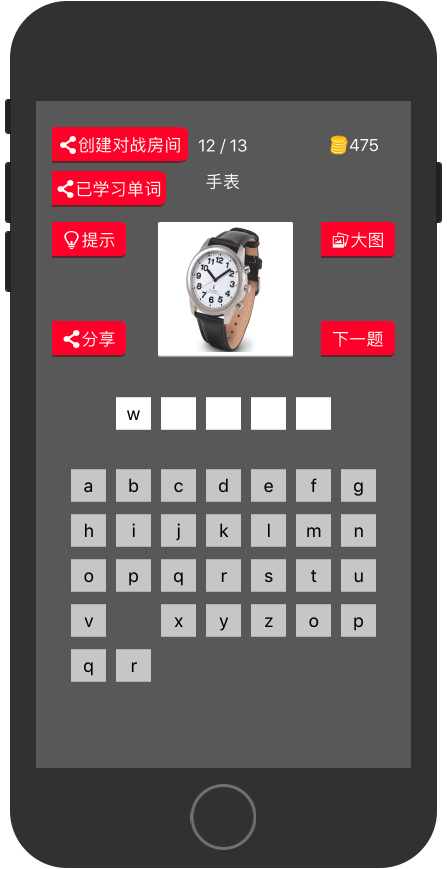 创建对战房间 12 / 13 475
已学习单词 手表
提示 大图
分享 下一题
w
a b c d e f g
h i j k l m n
o p q r s t u
v x y z o p
q r